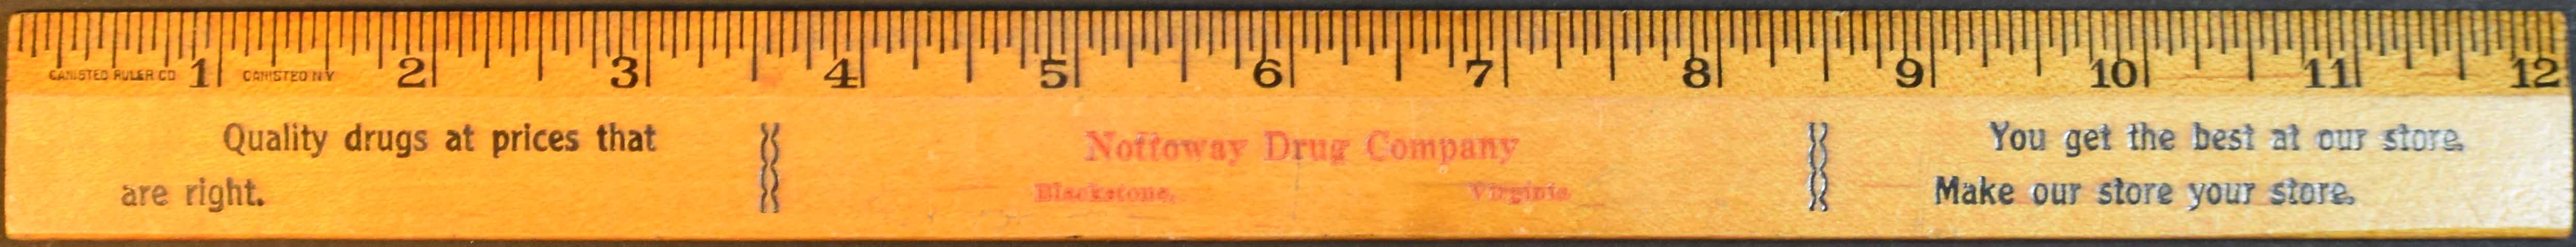 1 2 3 4 5 6 7 8 9 10 11 12
CANISTEO RULER CO CANISTEO N Y
Quality drugs at prices that
are right.
Nottoway Drug Company
Blackstone, Virginia
You get the best at our store.
Make our store your store.